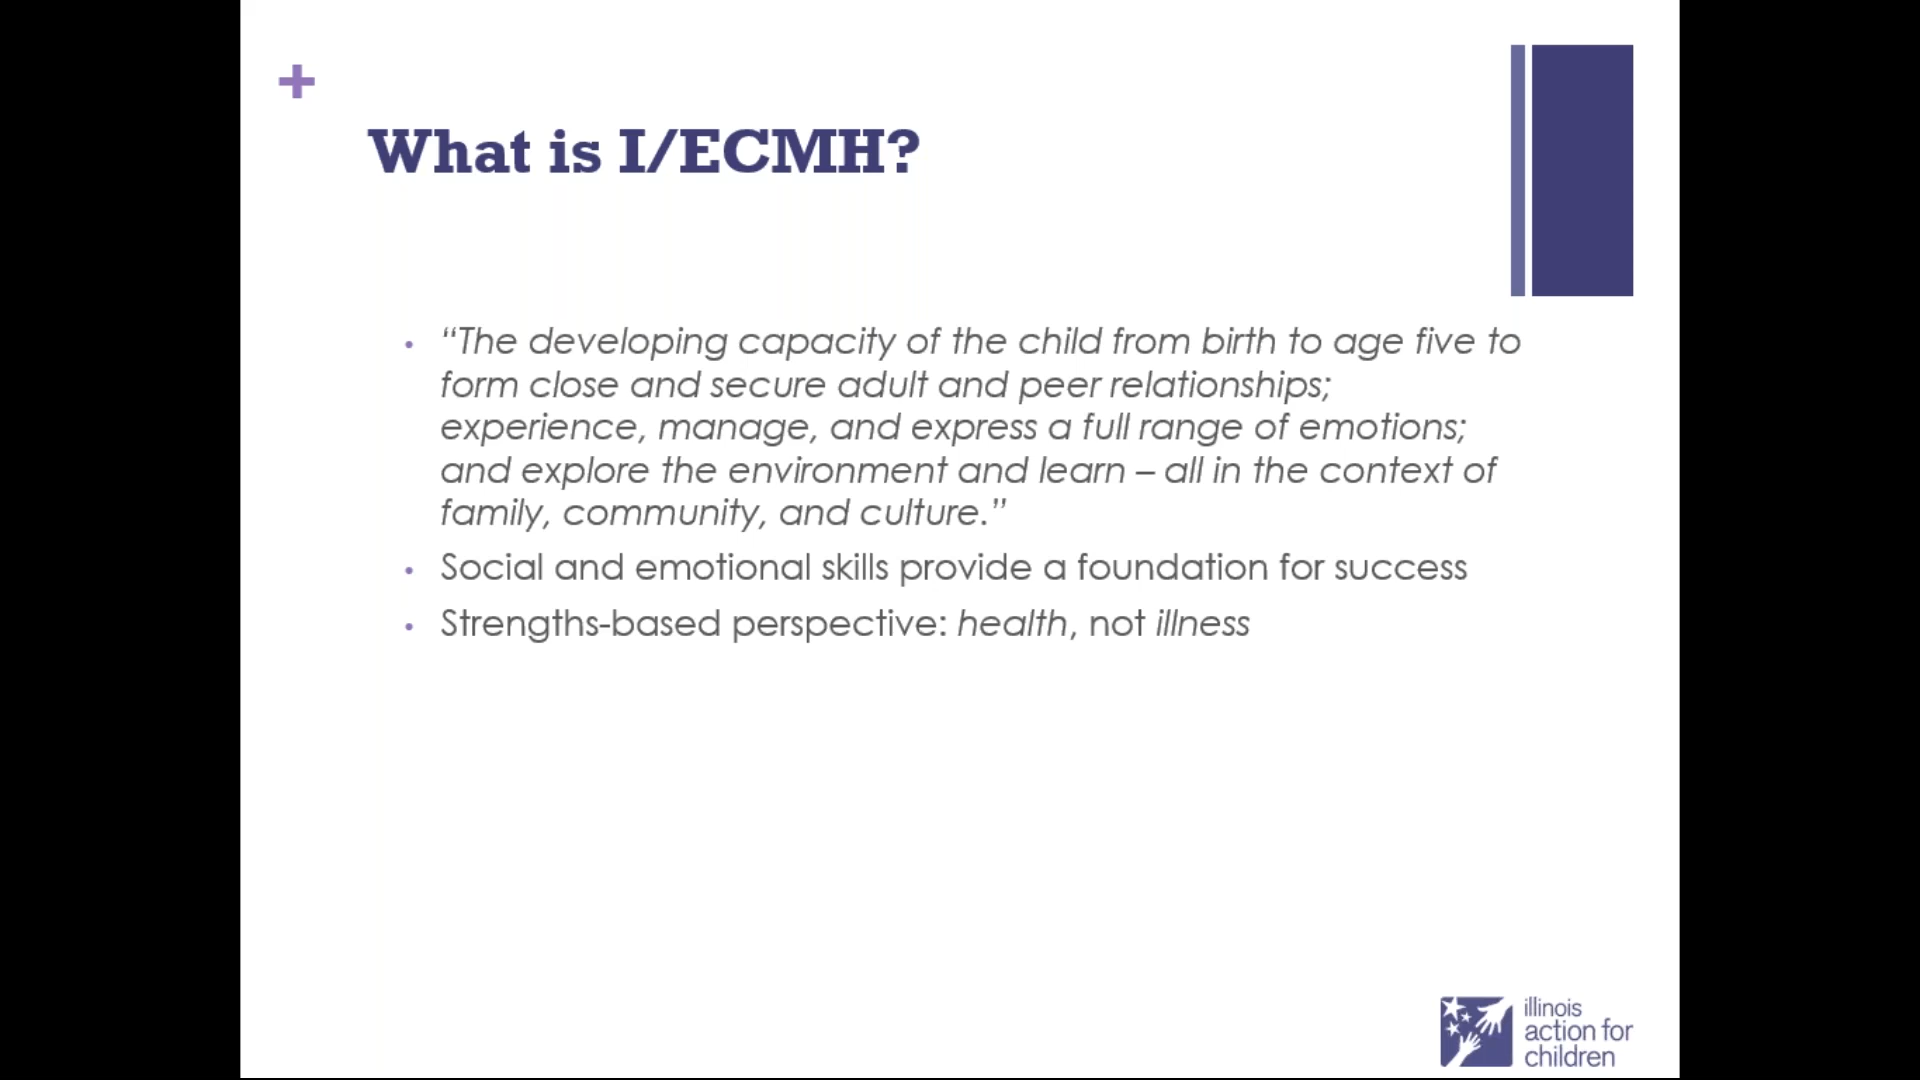 +
What is I/ECMH?
• “The developing capacity of the child from birth to age five to
form close and secure adult and peer relationships;
experience, manage, and express a full range of emotions;
and explore the environment and learn – all in the context of
family, community, and culture.”
• Social and emotional skills provide a foundation for success
• Strengths-based perspective: health, not illness
illinois
action for
children